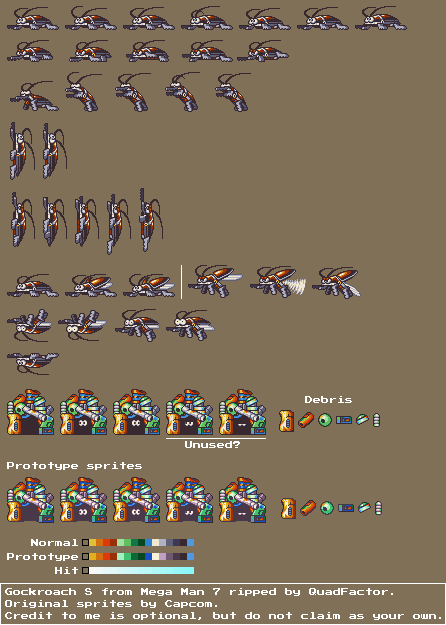 Debris
Unused?
Prototype sprites
Normal
Prototype
Hit
Gockroach S from Mega Man 7 ripped by QuadFactor.
Original sprites by Capcom.
Credit to me is optional, but do not claim as your own.